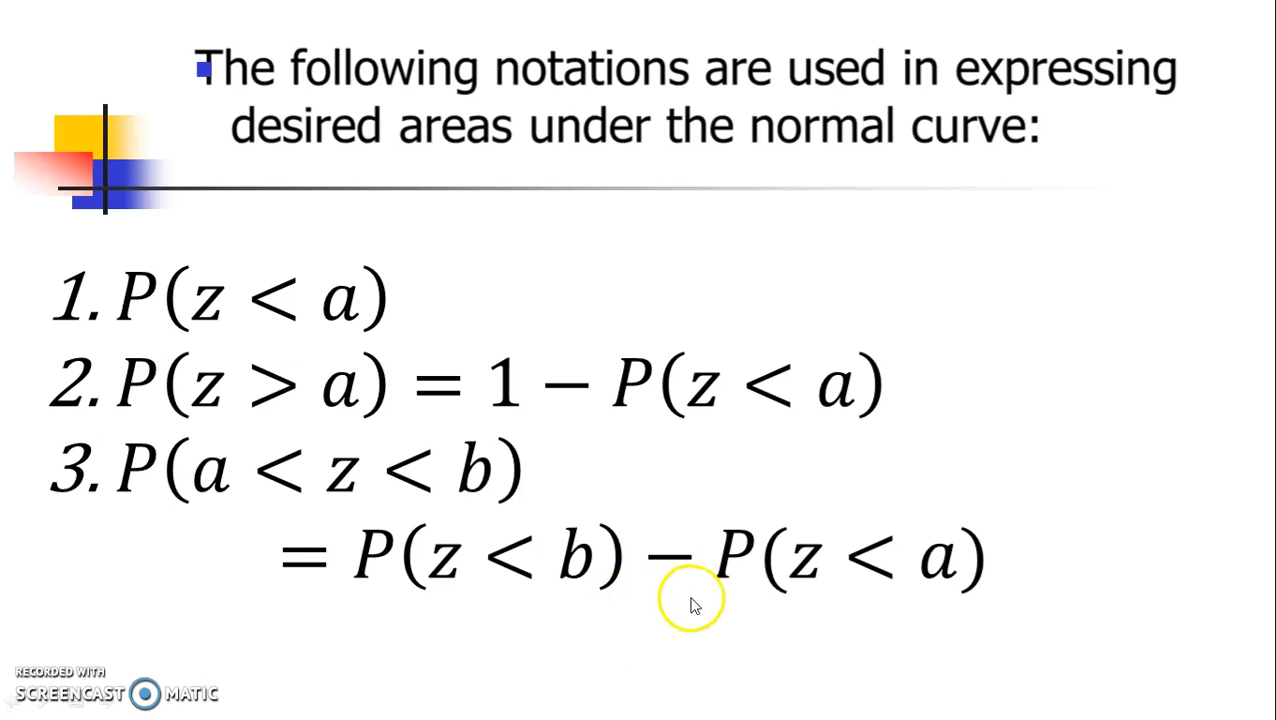 The following notations are used in expressing
desired areas under the normal curve:
1. P(z < a)
2. P(z > a) = 1 − P(z < a)
3. P(a < z < b)
= P(z < b) − P(z < a)
RECORDED WITH
SCREENCAST MATIC